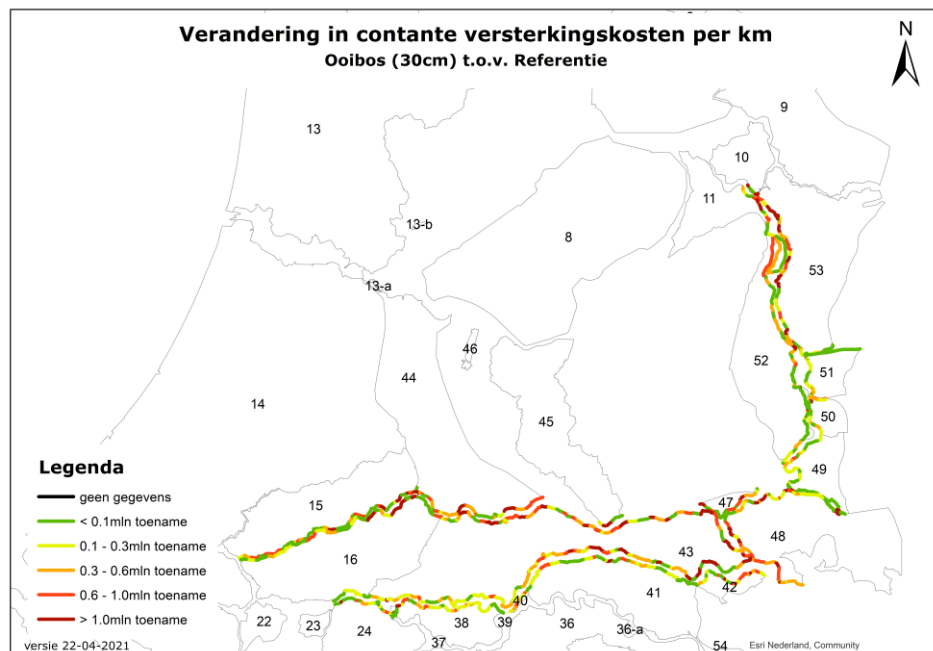 Verandering in contante versterkingskosten per km
Ooibos (30cm) t.o.v. Referentie
N
9
13
10
11
13-b
8
53
13-a
46
52
44
51
14
45
50
49
Legenda
geen gegevens
< 0.1mln toename
0.1 - 0.3mln toename
0.3 - 0.6mln toename
0.6 - 1.0mln toename
> 1.0mln toename
15
47
48
16
43
42
41
40
22
23
24
38
39
36
36-a
37
54
versie 22-04-2021
Esri Nederland, Community